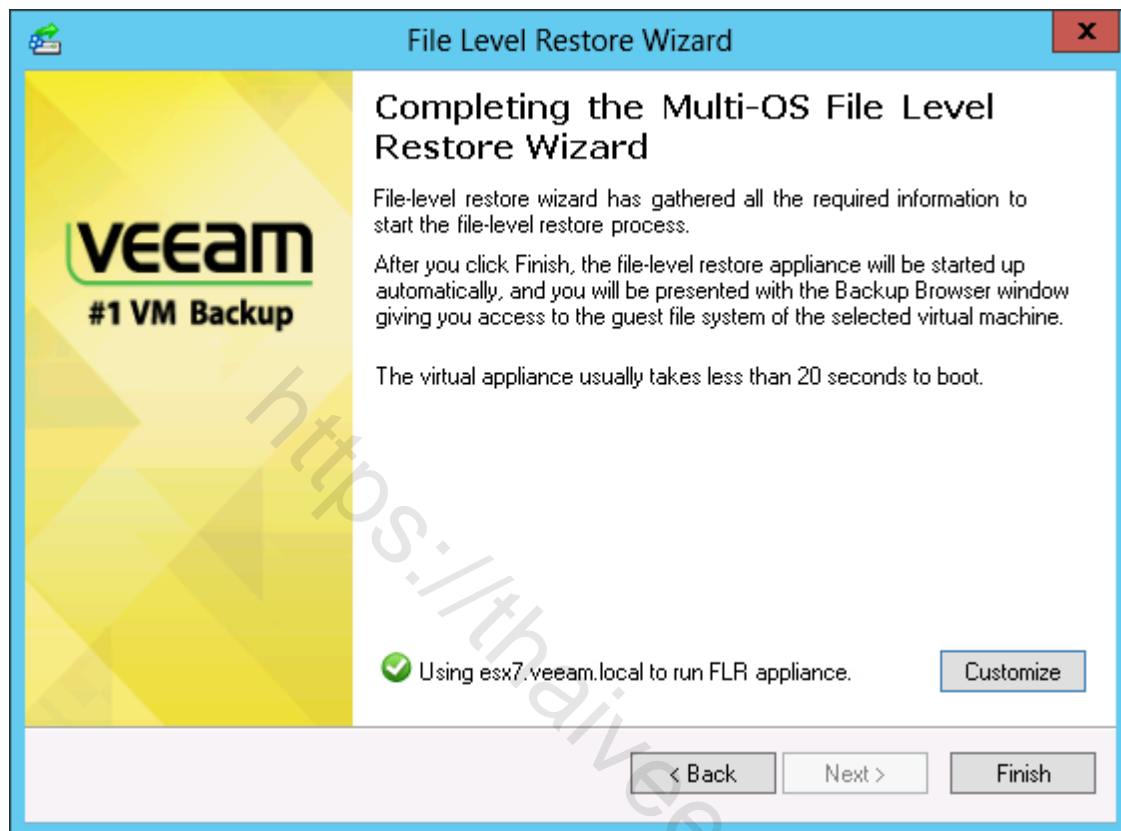 File Level Restore Wizard
x
Completing the Multi-OS File Level
Restore Wizard
File-level restore wizard has gathered all the required information to
start the file-level restore process.
After you click Finish, the file-level restore appliance will be started up
automatically, and you will be presented with the Backup Browser window
giving you access to the guest file system of the selected virtual machine.
The virtual appliance usually takes less than 20 seconds to boot.
veeam
#1 VM Backup
Using esx7.veeam.local to run FLR appliance.
Customize
< Back
Next >
Finish
https://thaivee